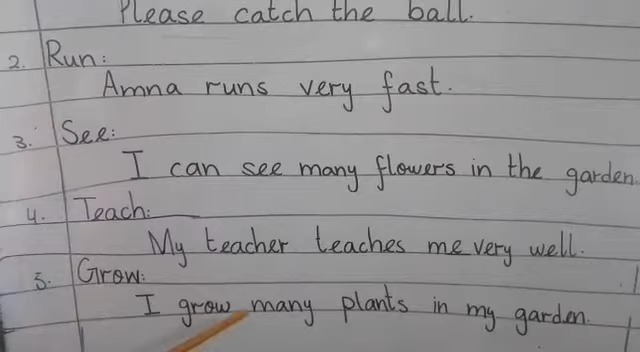 Please catch the ball.
2. Run:
Amna runs very fast.
3. See:
I can see many flowers in the garden.
4. Teach:
My teacher teaches me very well.
5. Grow:
I grow many plants in my garden.